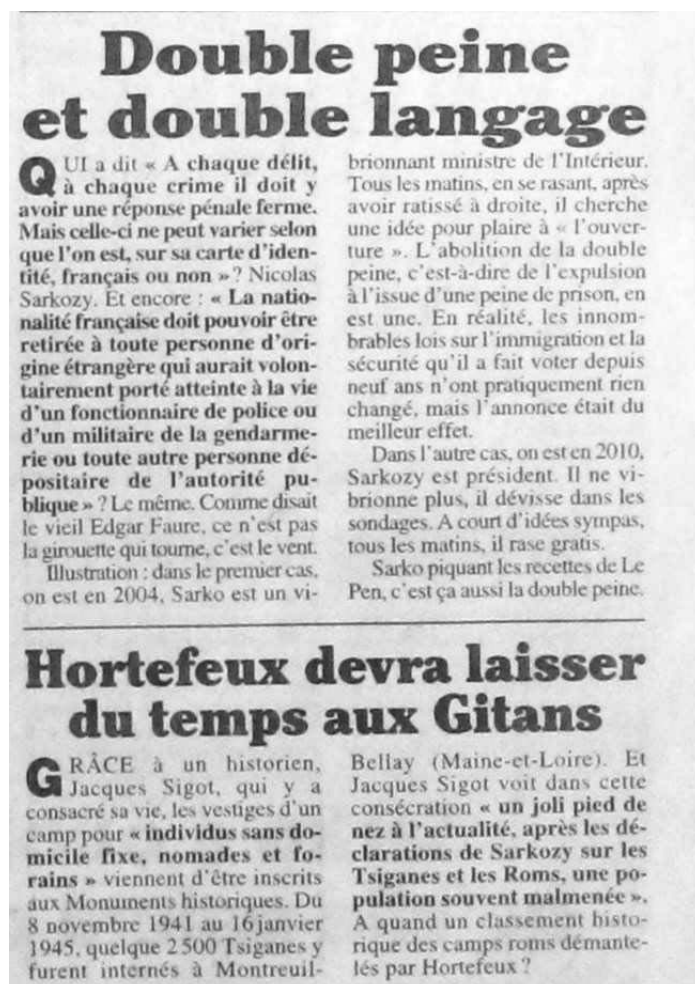 Double peine
et double langage
QUI a dit « A chaque délit,
à chaque crime il doit y
avoir une réponse pénale ferme.
Mais celle-ci ne peut varier selon
que l'on est, sur sa carte d'iden-
tité, français ou non » ? Nicolas
Sarkozy. Et encore : « La natio-
nalité française doit pouvoir être
retirée à toute personne d'ori-
gine étrangère qui aurait volon-
tairement porté atteinte à la vie
d'un fonctionnaire de police ou
d'un militaire de la gendarme-
rie ou toute autre personne dé-
positaire de l'autorité pu-
blique » ? Le même. Comme disait
le vieil Edgar Faure, ce n'est pas
la girouette qui tourne, c'est le vent.
Illustration : dans le premier cas,
on est en 2004, Sarko est un vi-
brionnant ministre de l'Intérieur.
Tous les matins, en se rasant, après
avoir ratissé à droite, il cherche
une idée pour plaire à « l'ouver-
ture ». L'abolition de la double
peine, c'est-à-dire de l'expulsion
à l'issue d'une peine de prison, en
est une. En réalité, les innom-
brables lois sur l'immigration et la
sécurité qu'il a fait voter depuis
neuf ans n'ont pratiquement rien
changé, mais l'annonce était du
meilleur effet.
Dans l'autre cas, on est en 2010,
Sarkozy est président. Il ne vi-
brionne plus, il dévisse dans les
sondages. A court d'idées sympas,
tous les matins, il rase gratis.
Sarko piquant les recettes de Le
Pen, c'est ça aussi la double peine.
Hortefeux devra laisser
du temps aux Gitans
GRÂCE à un historien,
Jacques Sigot, qui y a
consacré sa vie, les vestiges d'un
camp pour « individus sans do-
micile fixe, nomades et fo-
rains » viennent d'être inscrits
aux Monuments historiques. Du
8 novembre 1941 au 16 janvier
1945, quelque 2 500 Tsiganes y
furent internés à Montreuil-
Bellay (Maine-et-Loire). Et
Jacques Sigot voit dans cette
consécration « un joli pied de
nez à l'actualité, après les dé-
clarations de Sarkozy sur les
Tsiganes et les Roms, une po-
pulation souvent malmenée ».
A quand un classement histo-
rique des camps roms démante-
lés par Hortefeux ?